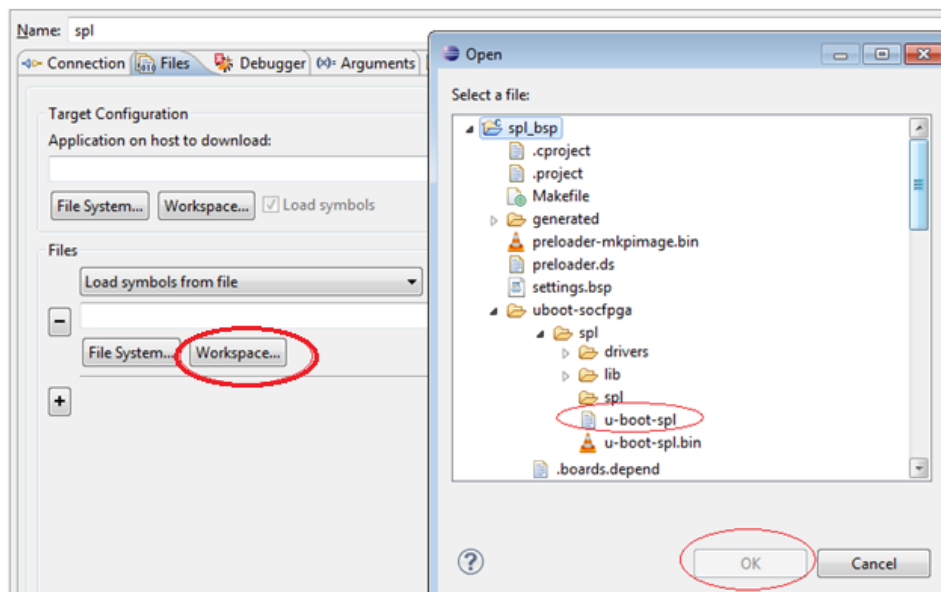 Name: spl
Connection Files Debugger (x)= Arguments
Target Configuration
Application on host to download:
File System... Workspace... Load symbols
Files
Load symbols from file
File System... Workspace...
Open
Select a file:
spl_bsp
.cproject
.project
Makefile
generated
preloader-mkpimage.bin
preloader.ds
settings.bsp
uboot-socfpga
spl
drivers
lib
spl
u-boot-spl
u-boot-spl.bin
.boards.depend
OK Cancel